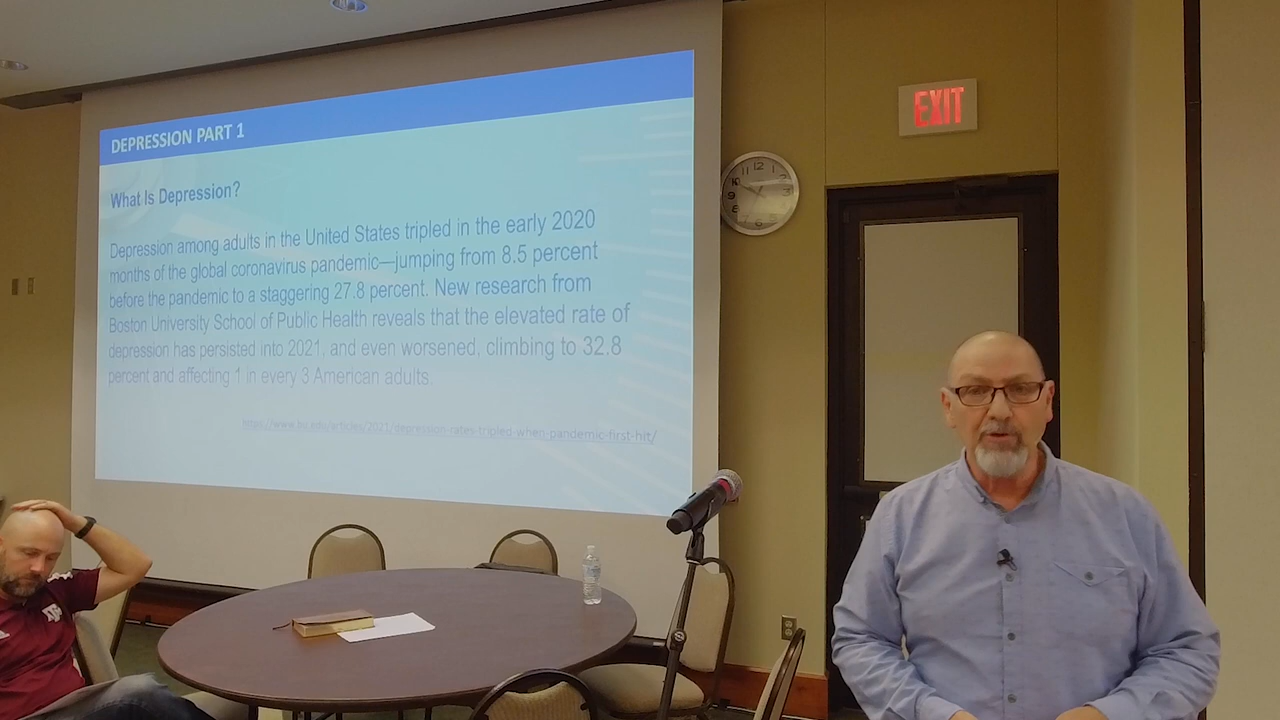 DEPRESSION PART 1
What Is Depression?
Depression among adults in the United States tripled in the early 2020
months of the global coronavirus pandemic—jumping from 8.5 percent
before the pandemic to a staggering 27.8 percent. New research from
Boston University School of Public Health reveals that the elevated rate of
depression has persisted into 2021, and even worsened, climbing to 32.8
percent and affecting 1 in every 3 American adults.
https://www.bu.edu/articles/2021/depression-rates-tripled-when-pandemic-first-hit/
EXIT
ATM